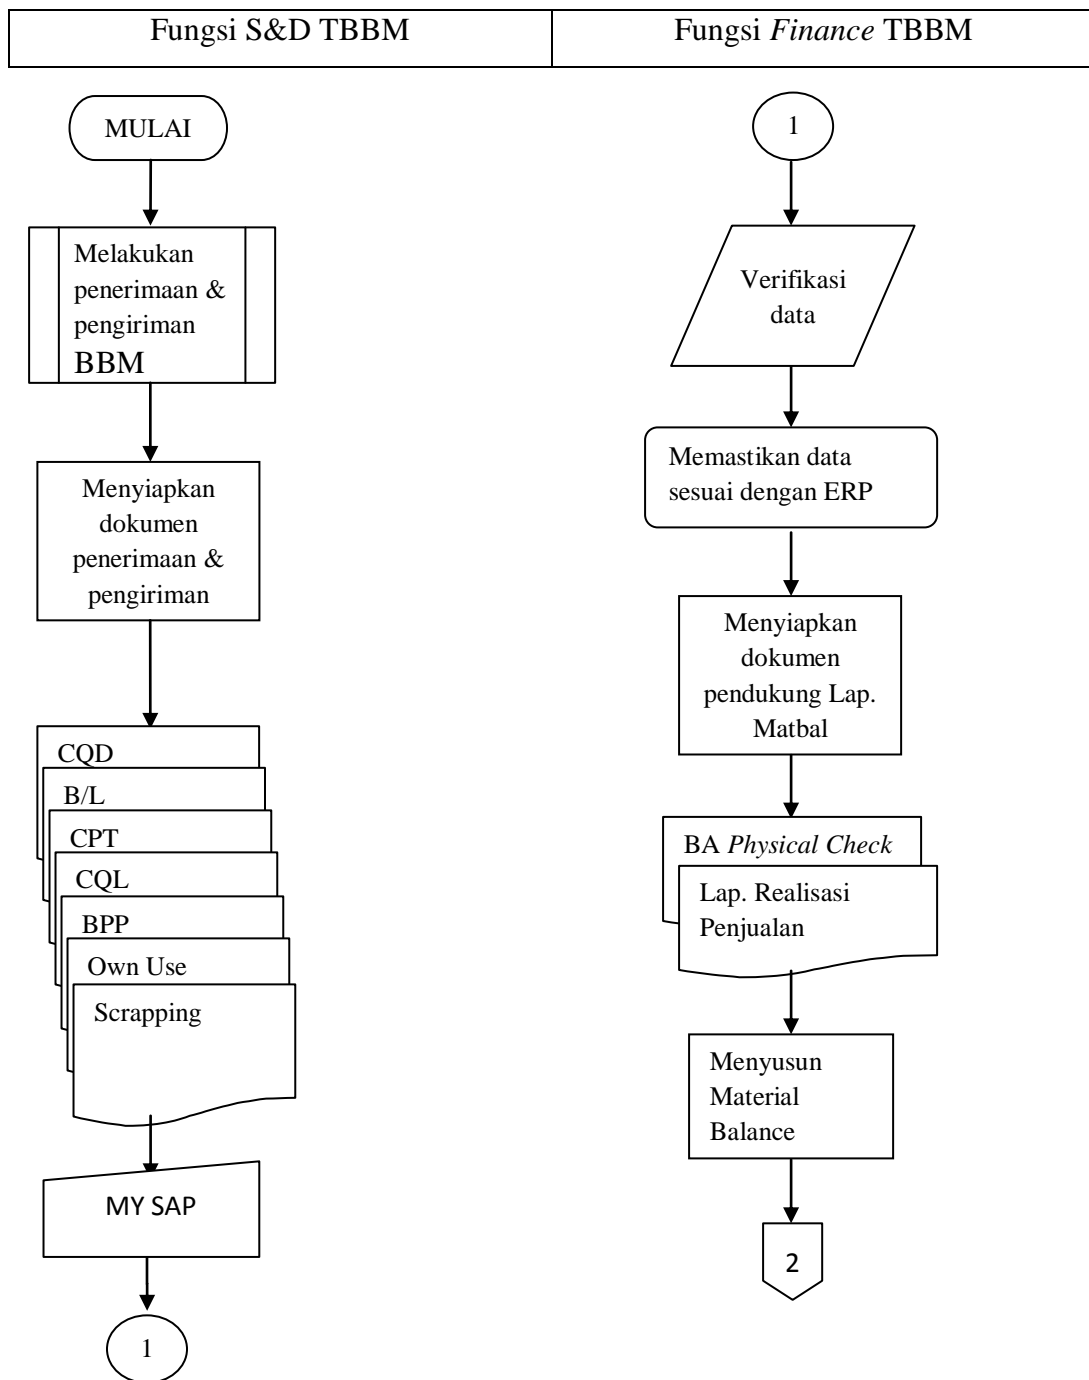 Fungsi S&D TBBM
Fungsi Finance TBBM
MULAI
Melakukan
penerimaan &
pengiriman
BBM
Menyiapkan
dokumen
penerimaan &
pengiriman
CQD
B/L
CPT
CQL
BPP
Own Use
Scrapping
MY SAP
1
1
Verifikasi
data
Memastikan data
sesuai dengan ERP
Menyiapkan
dokumen
pendukung Lap.
Matbal
BA Physical Check
Lap. Realisasi
Penjualan
Menyusun
Material
Balance
2